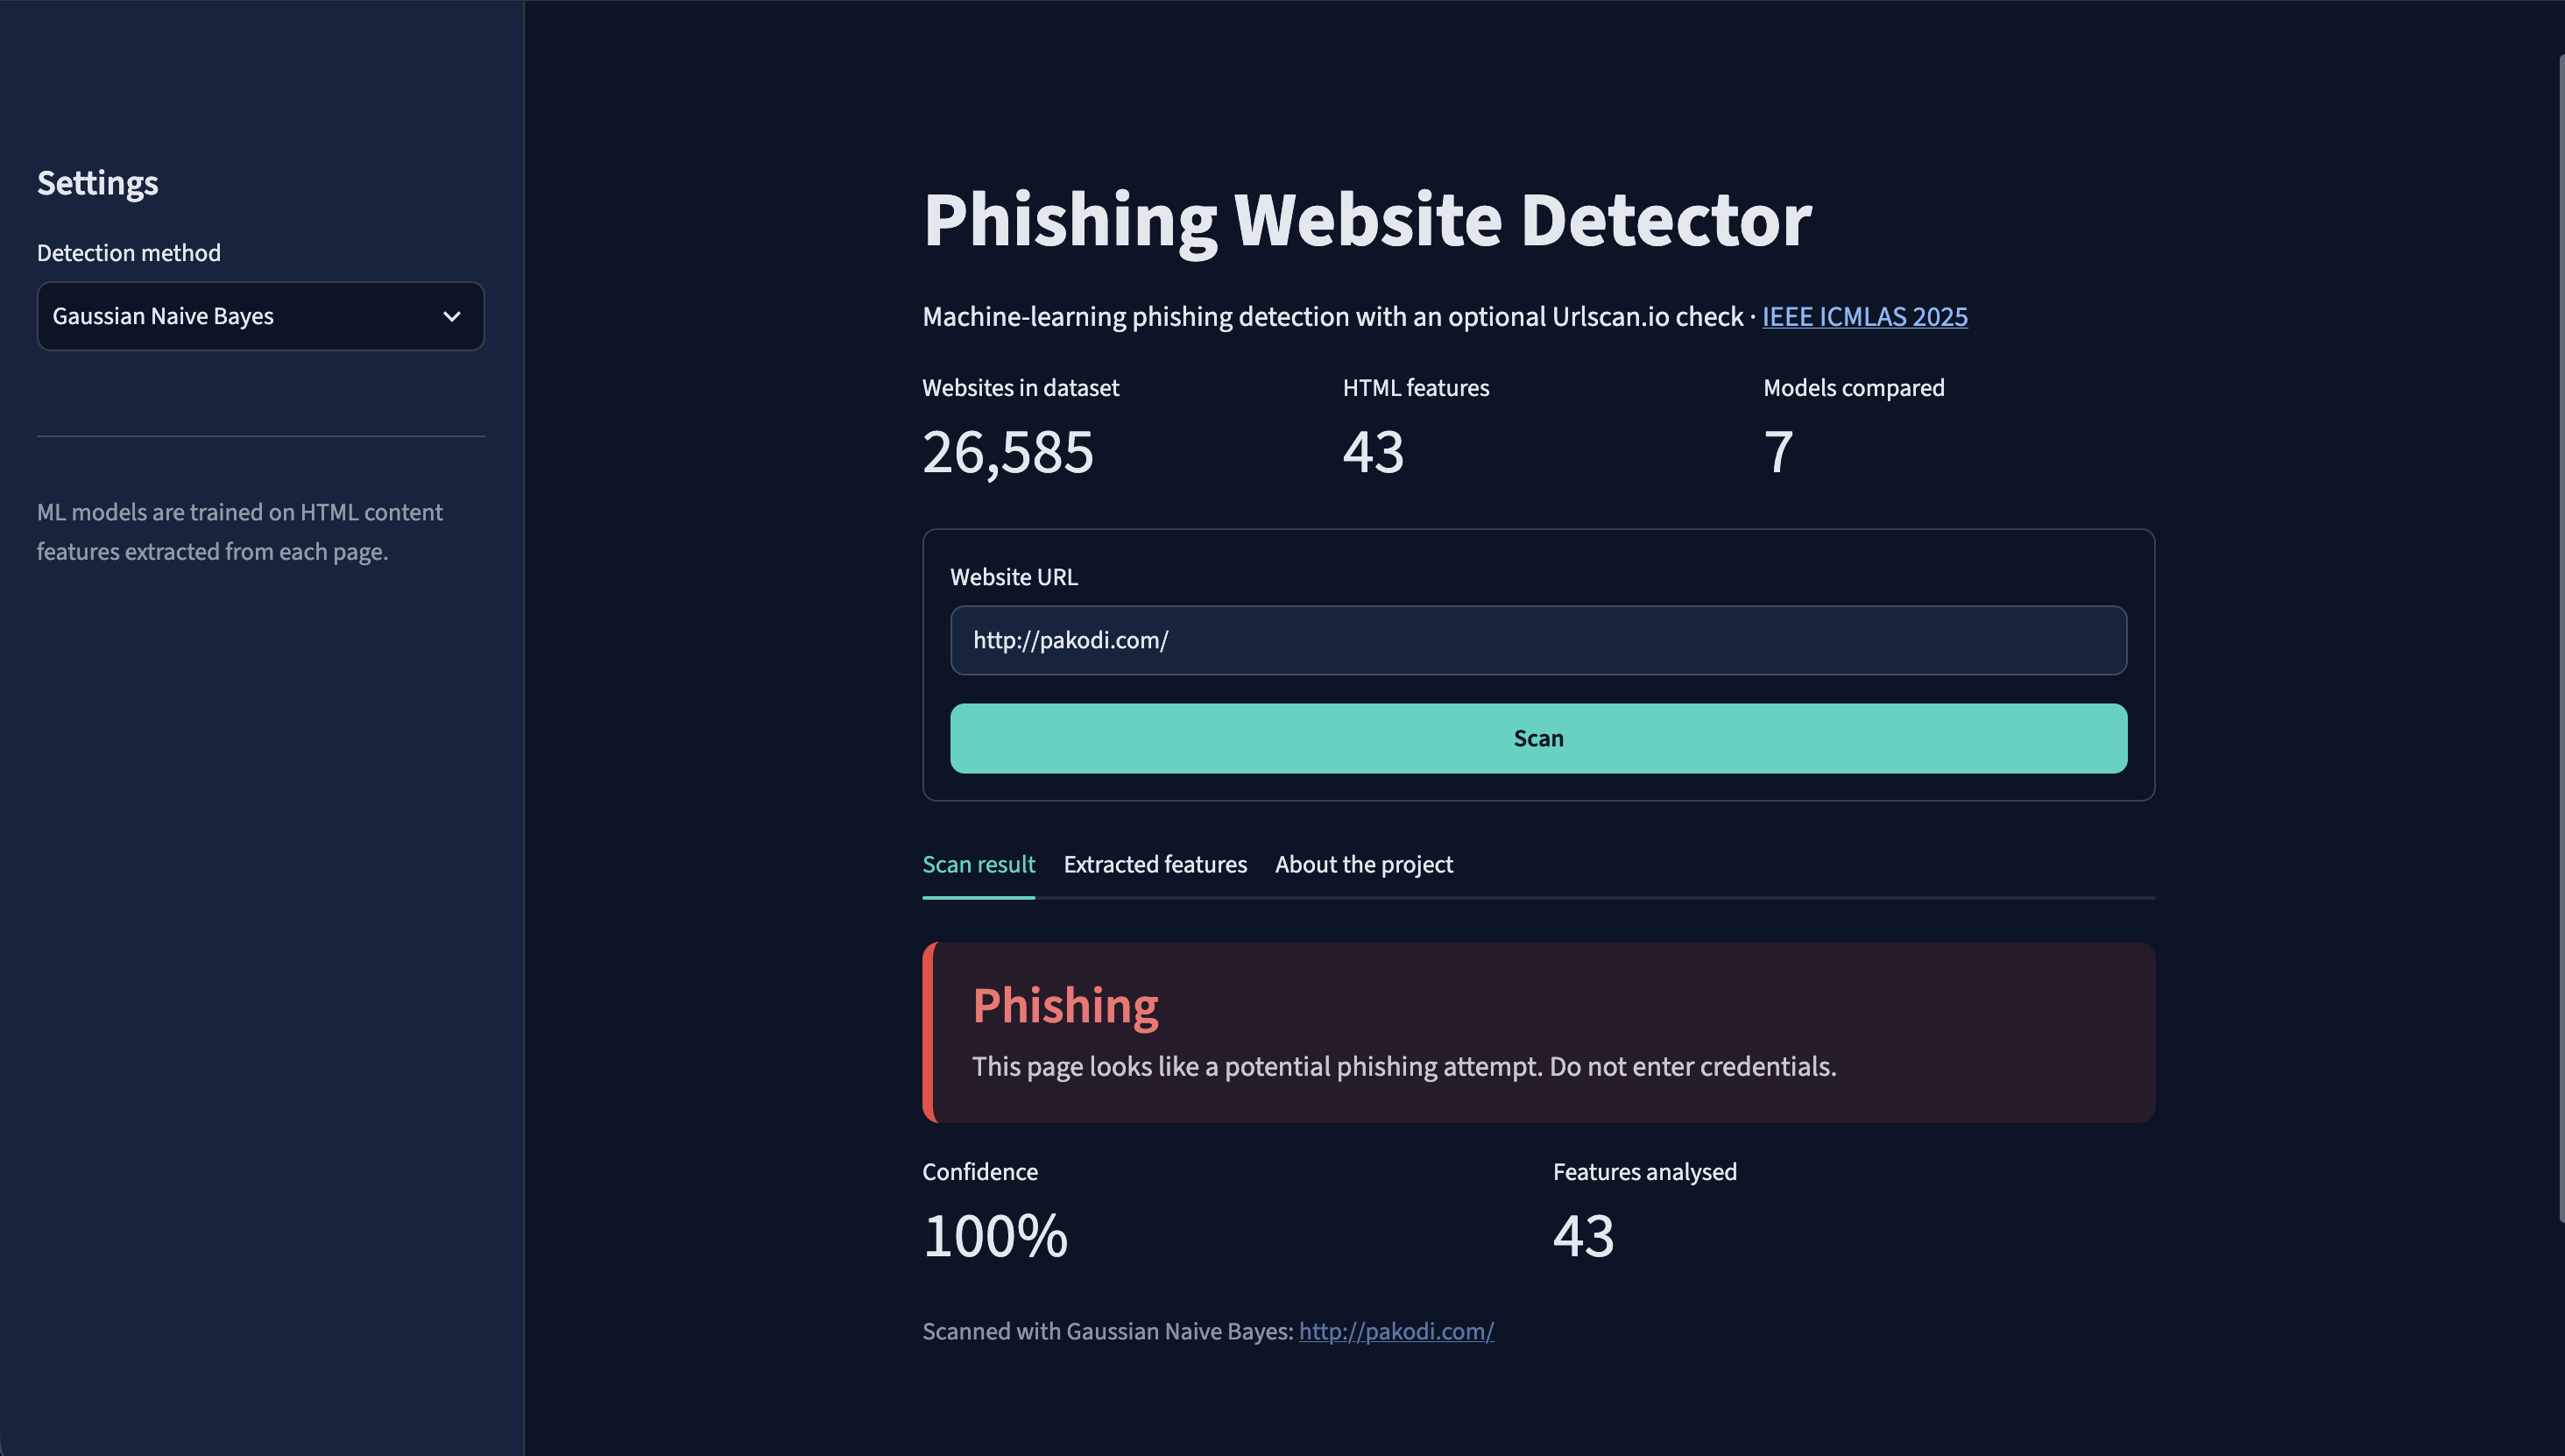 Settings
Detection method
Gaussian Naive Bayes
ML models are trained on HTML content
features extracted from each page.
Phishing Website Detector
Machine-learning phishing detection with an optional Urlscan.io check · IEEE ICMLAS 2025
Websites in dataset
26,585
HTML features
43
Models compared
7
Website URL
http://pakodi.com/
Scan
Scan result
Extracted features
About the project
Phishing
This page looks like a potential phishing attempt. Do not enter credentials.
Confidence
100%
Features analysed
43
Scanned with Gaussian Naive Bayes: http://pakodi.com/